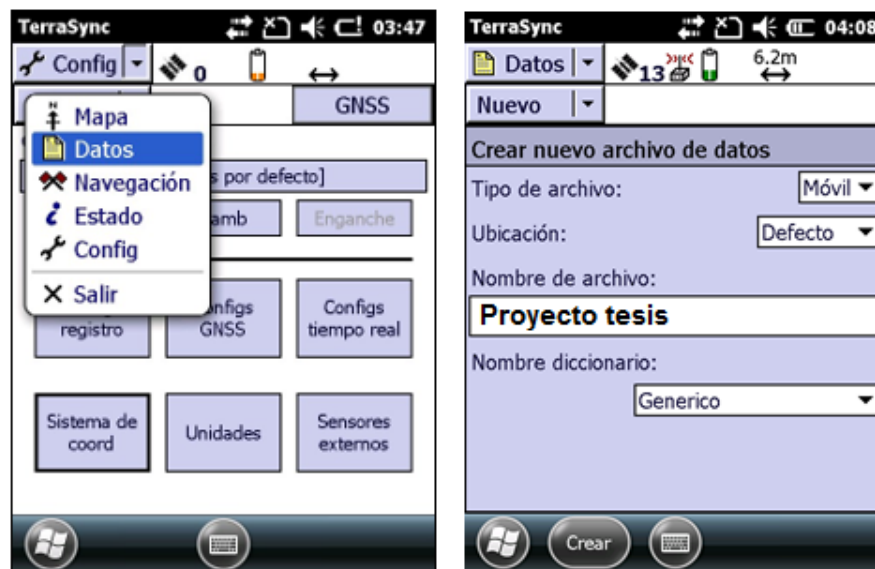 TerraSync 03:47
Config 0
Mapa GNSS
Datos
Navegación s por defecto]
Estado amb Enganche
Config
Salir
registro
onfigs GNSS
Configs tiempo real
Sistema de coord
Unidades
Sensores externos
TerraSync 04:08
Datos 13 6.2m
Nuevo
Crear nuevo archivo de datos
Tipo de archivo: Móvil
Ubicación: Defecto
Nombre de archivo:
Proyecto tesis
Nombre diccionario:
Generico
Crear